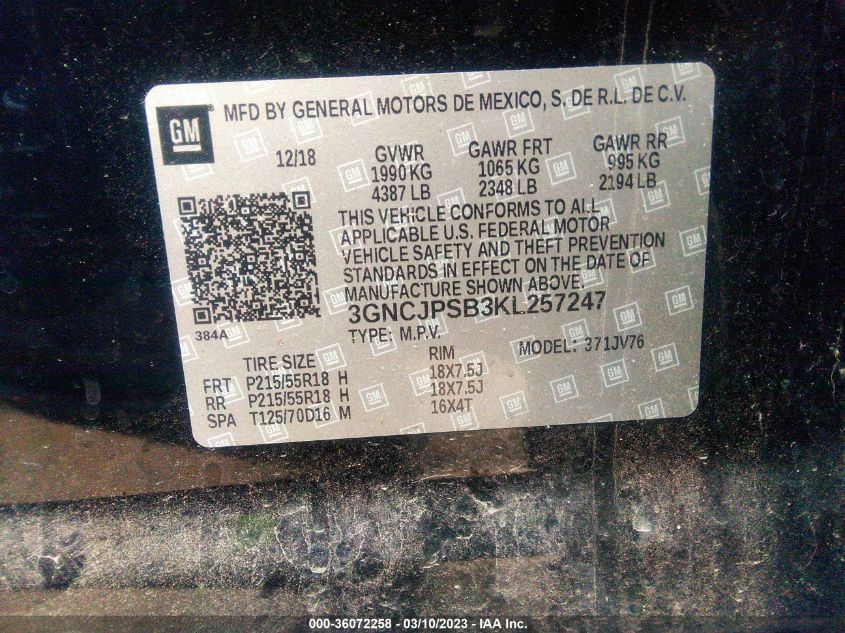 GM
MFD BY GENERAL MOTORS DE MEXICO, S. DE R.L. DE C.V.
12/18
GVWR GAWR FRT GAWR RR
1990 KG 1065 KG 995 KG
4387 LB 2348 LB 2194 LB
THIS VEHICLE CONFORMS TO ALL
APPLICABLE U.S. FEDERAL MOTOR
VEHICLE SAFETY AND THEFT PREVENTION
STANDARDS IN EFFECT ON THE DATE OF
MANUFACTURE SHOWN ABOVE.
3GNCJPSB3KL257247
384A
TYPE: M.P.V. MODEL: 371JV76
TIRE SIZE RIM
FRT P215/55R18 H 18X7.5J
RR P215/55R18 H 18X7.5J
SPA T125/70D16 M 16X4T
000-36072258 - 03/10/2023 - IAA Inc.